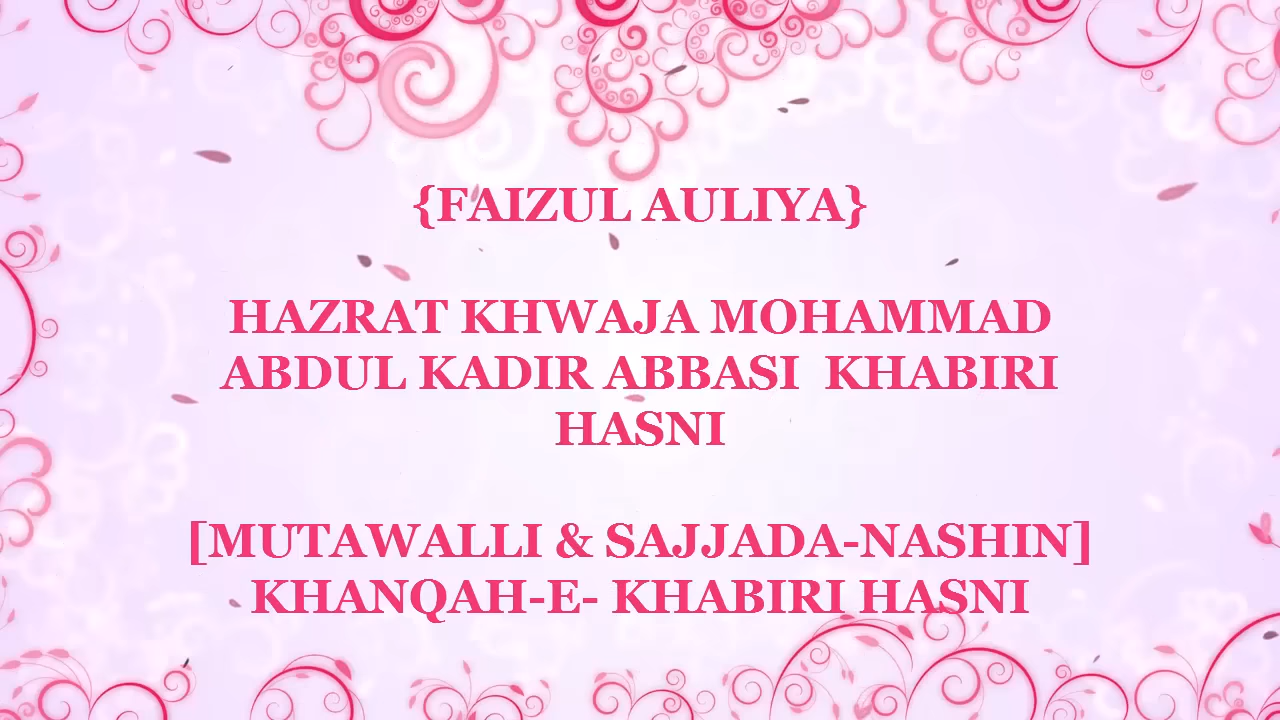 {FAIZUL AULIYA}
HAZRAT KHWAJA MOHAMMAD
ABDUL KADIR ABBASI  KHABIRI
HASNI
[MUTAWALLI & SAJJADA-NASHIN]
KHANQAH-E- KHABIRI HASNI